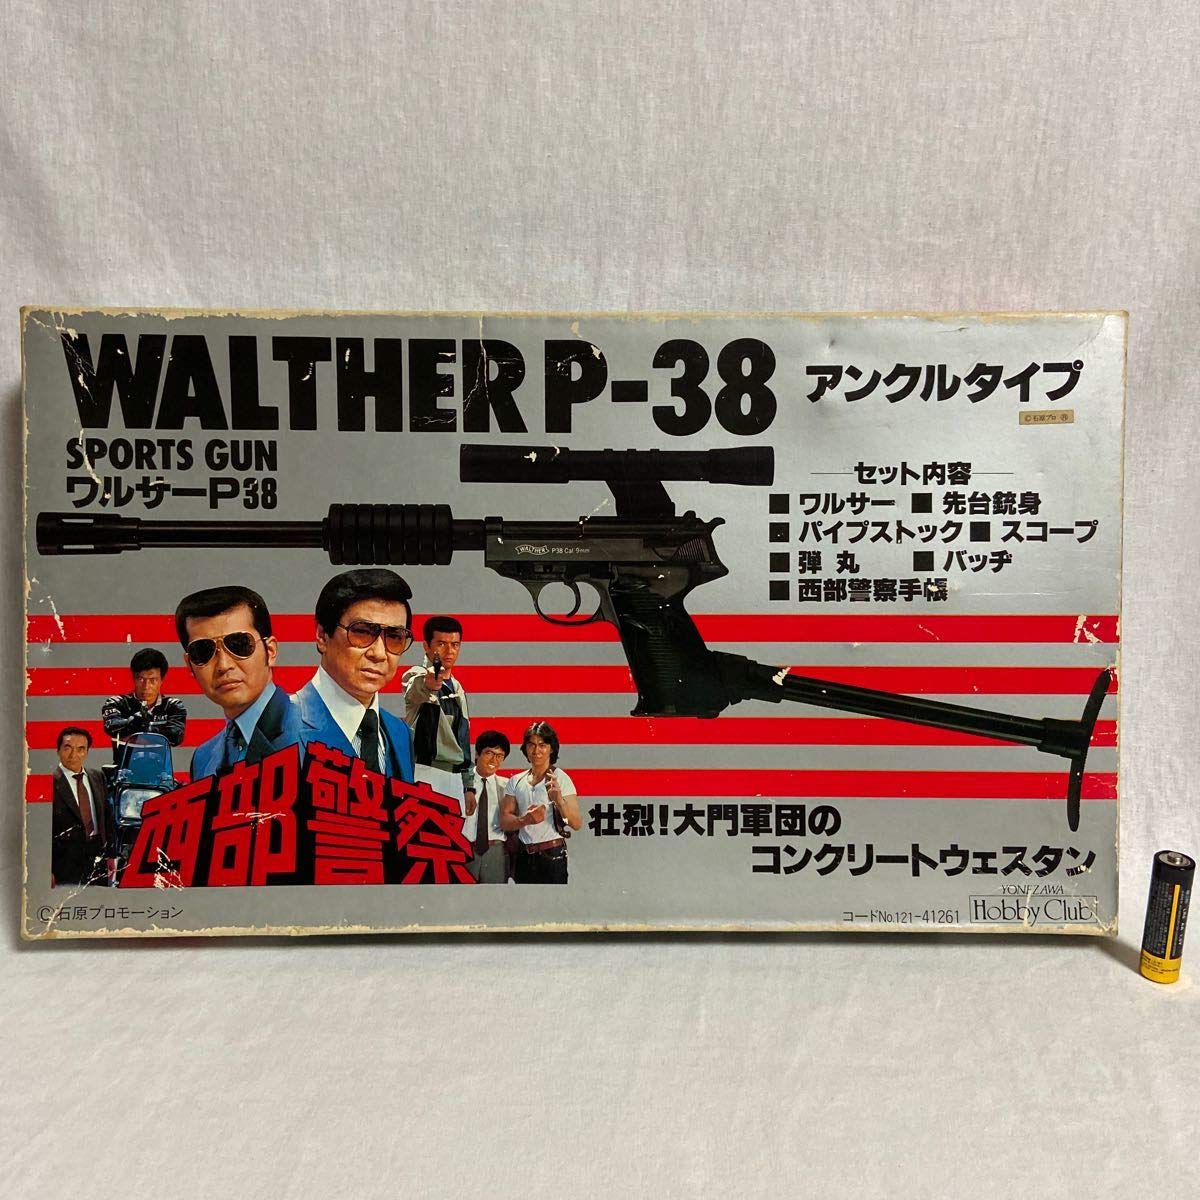 WALTHER P-38 アンクルタイプ
©石原プロ
SPORTS GUN
ワルサーP38
セット内容
■ ワルサー ■ 先台銃身
■ パイプストック ■ スコープ
■ 弾丸 ■ バッヂ
■ 西部警察手帳
WALTHER P38 Cal 9mm
西部警察
壮烈!大門軍団の
コンクリートウェスタン
©石原プロモーション
コードNo.121-41261
YONEZAWA
Hobby Club